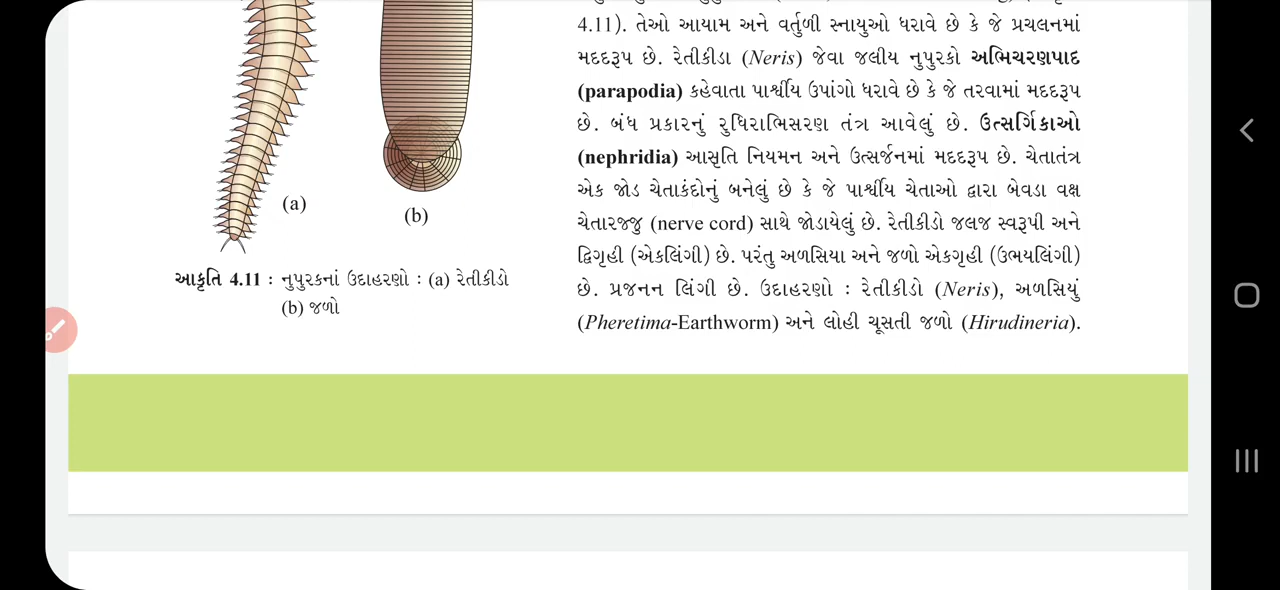 4.11). તેઓ આયામ અને વર્તુળી સ્નાયુઓ ધરાવે છે કે જે પ્રચલનમાં
મદદરૂપ છે. રેતીકીડા (Neris) જેવા જલીય નુપુરકો અભિચરણપાદ
(parapodia) કહેવાતા પાર્શ્વીય ઉપાંગો ધરાવે છે કે જે તરવામાં મદદરૂપ
છે. બંધ પ્રકારનું રુધિરાભિસરણ તંત્ર આવેલું છે. ઉત્સર્ગિકાઓ
(nephridia) આસૃતિ નિયમન અને ઉત્સર્જનમાં મદદરૂપ છે. ચેતાતંત્ર
એક જોડ ચેતાકંદોનું બનેલું છે કે જે પાર્શ્વીય ચેતાઓ દ્વારા બેવડા વક્ષ
ચેતારજ્જુ (nerve cord) સાથે જોડાયેલું છે. રેતીકીડો જલજ સ્વરૂપી અને
દ્વિગૃહી (એકલિંગી) છે. પરંતુ અળસિયા અને જળો એકગૃહી (ઉભયલિંગી)
છે. પ્રજનન લિંગી છે. ઉદાહરણો : રેતીકીડો (Neris), અળસિયું
(Pheretima-Earthworm) અને લોહી ચૂસતી જળો (Hirudineria).
(a)
(b)
આકૃતિ 4.11 : નુપુરકનાં ઉદાહરણો : (a) રેતીકીડો
(b) જળો